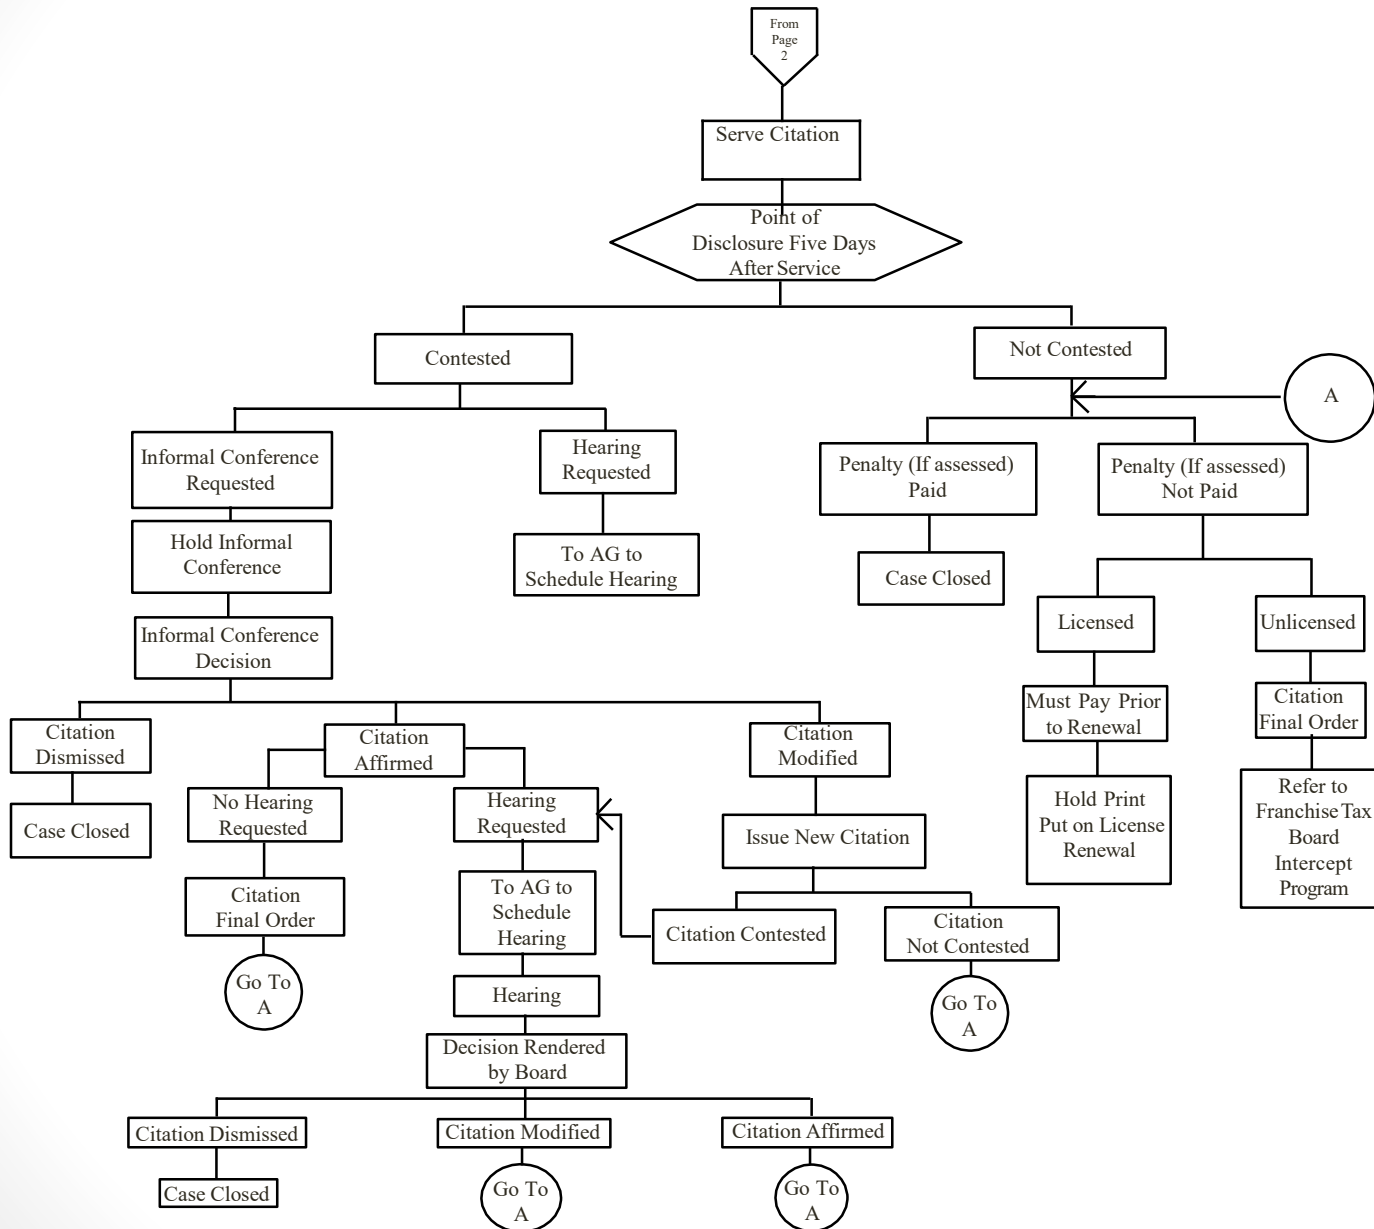 From
Page
2
Serve Citation
Point of
Disclosure Five Days
After Service
Contested
Not Contested
A
Informal Conference
Requested
Hearing
Requested
Penalty (If assessed)
Paid
Penalty (If assessed)
Not Paid
Hold Informal
Conference
To AG to
Schedule Hearing
Case Closed
Licensed
Unlicensed
Informal Conference
Decision
Must Pay Prior
to Renewal
Citation
Final Order
Citation
Dismissed
Citation
Affirmed
Citation
Modified
Hold Print
Put on License
Renewal
Refer to
Franchise Tax
Board
Intercept
Program
Case Closed
No Hearing
Requested
Hearing
Requested
Issue New Citation
Citation
Final Order
To AG to
Schedule
Hearing
Citation Contested
Citation
Not Contested
Go To
A
Hearing
Go To
A
Decision Rendered
by Board
Citation Dismissed
Citation Modified
Citation Affirmed
Case Closed
Go To
A
Go To
A